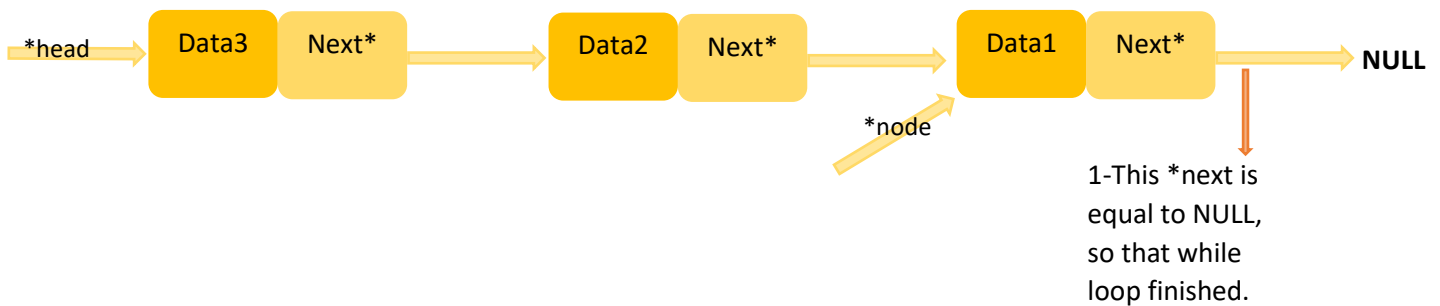 *head
Data3
Next*
Data2
Next*
Data1
Next*
NULL
*node
1-This *next is
equal to NULL,
so that while
loop finished.